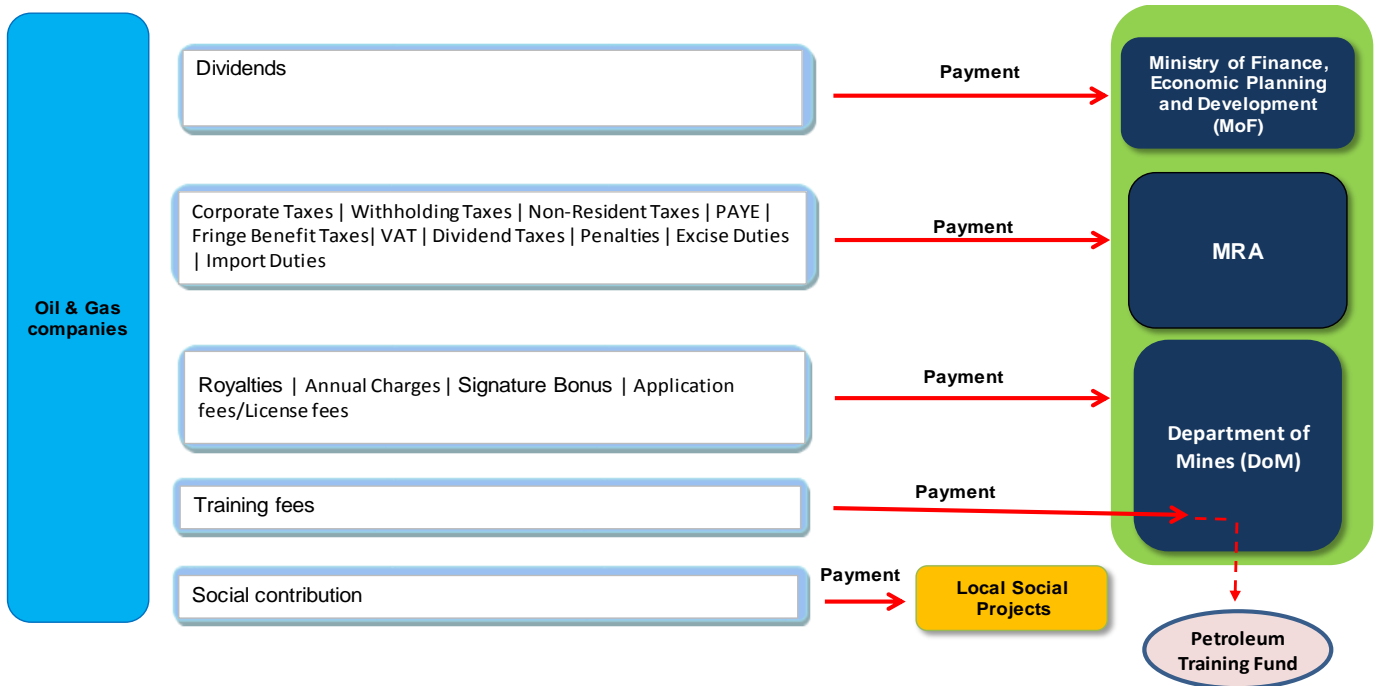 Oil & Gas
companies
Dividends
Payment
Ministry of Finance,
Economic Planning
and Development
(MoF)
Corporate Taxes | Withholding Taxes | Non-Resident Taxes | PAYE |
Fringe Benefit Taxes| VAT | Dividend Taxes | Penalties | Excise Duties
| Import Duties
Payment
MRA
Royalties | Annual Charges | Signature Bonus | Application
fees/License fees
Payment
Department of
Mines (DoM)
Training fees
Payment
Social contribution
Payment
Local Social
Projects
Petroleum
Training Fund